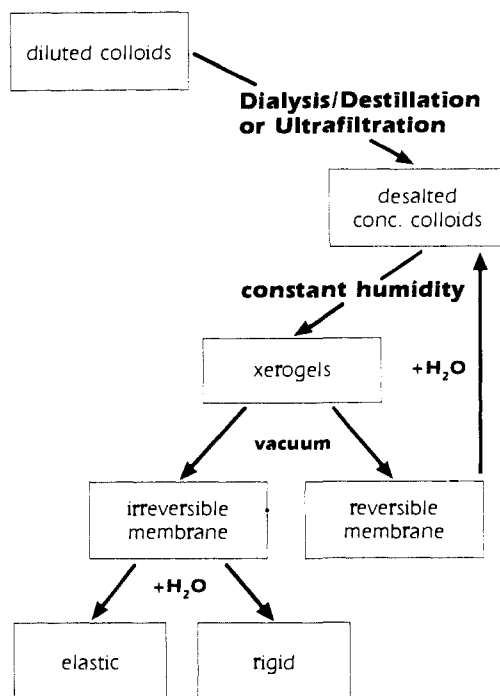 diluted colloids
Dialysis/Destillation
or Ultrafiltration
desalted
conc. colloids
constant humidity
xerogels
+H₂O
vacuum
irreversible
membrane
reversible
membrane
+H₂O
elastic
rigid